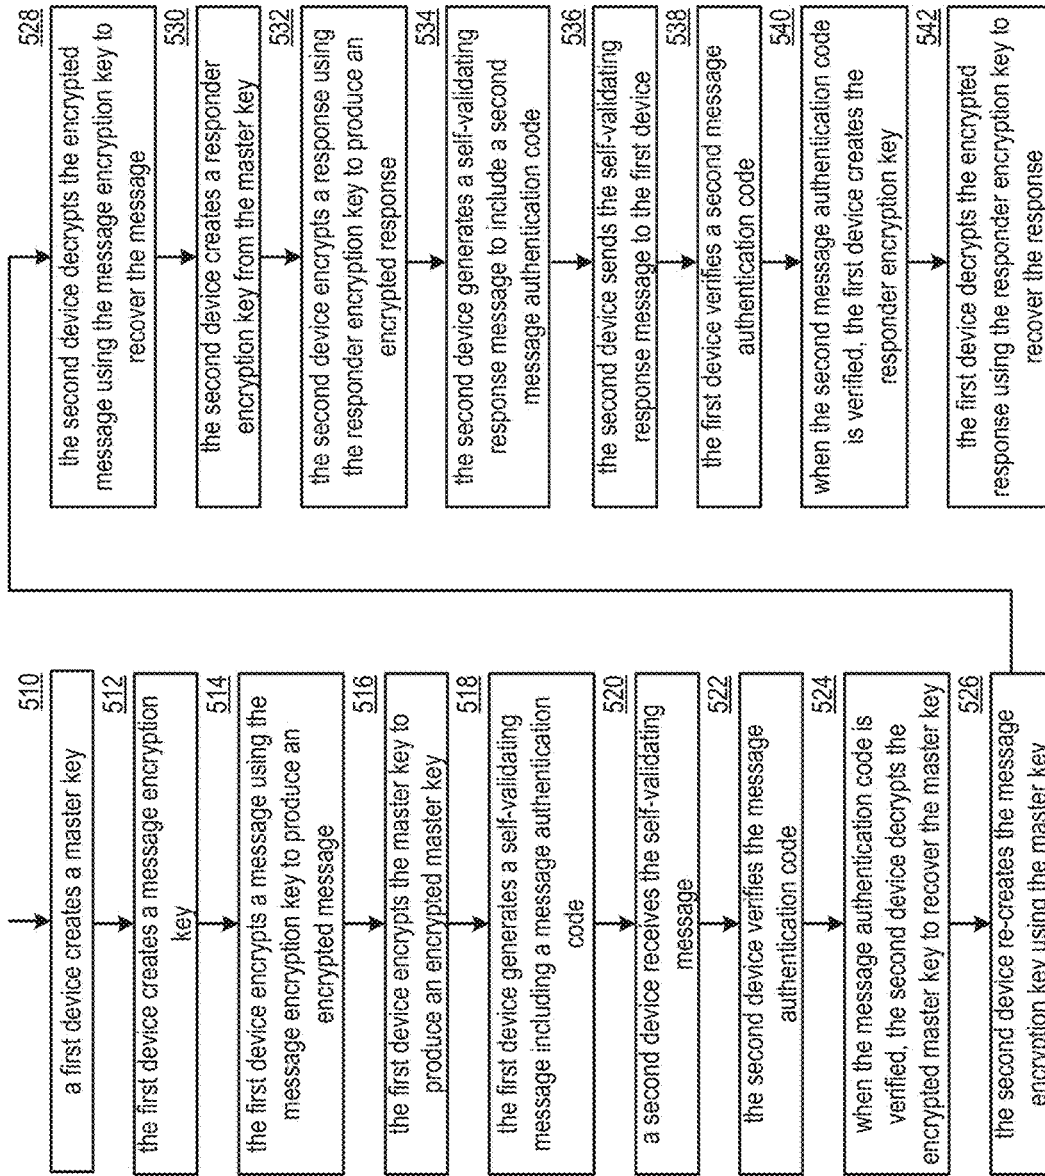 510
a first device creates a master key
512
the first device creates a message encryption
key
514
the first device encrypts a message using the
message encryption key to produce an
encrypted message
516
the first device encrypts the master key to
produce an encrypted master key
518
the first device generates a self-validating
message including a message authentication
code
520
a second device receives the self-validating
message
522
the second device verifies the message
authentication code
524
when the message authentication code is
verified, the second device decrypts the
encrypted master key to recover the master key
526
the second device re-creates the message
encryption key using the master key
528
the second device decrypts the encrypted
message using the message encryption key to
recover the message
530
the second device creates a responder
encryption key from the master key
532
the second device encrypts a response using
the responder encryption key to produce an
encrypted response
534
the second device generates a self-validating
response message to include a second
message authentication code
536
the second device sends the self-validating
response message to the first device
538
the first device verifies a second message
authentication code
540
when the second message authentication code
is verified, the first device creates the
responder encryption key
542
the first device decrypts the encrypted
response using the responder encryption key to
recover the response